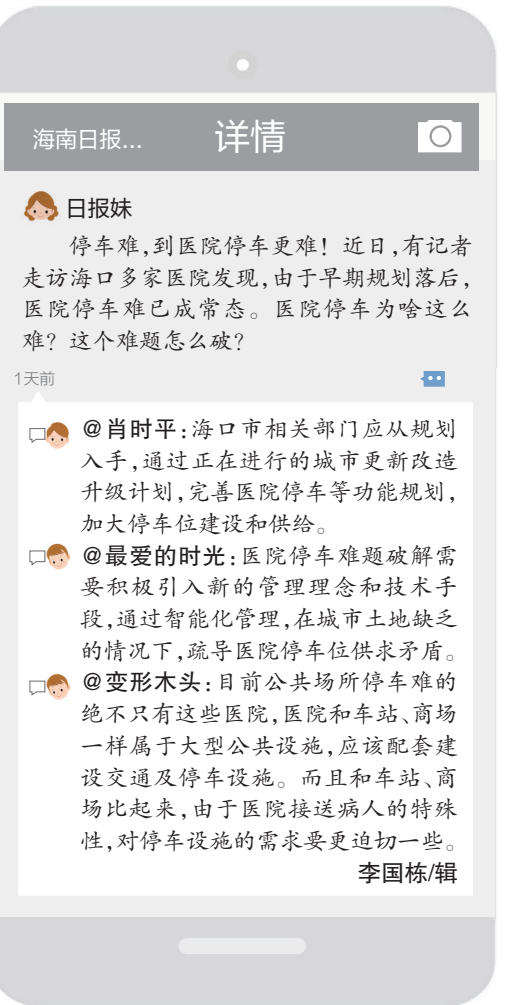 海南日报... 详情
日报妹
停车难,到医院停车更难！近日,有记者
走访海口多家医院发现,由于早期规划落后,
医院停车难已成常态。医院停车为啥这么
难？这个难题怎么破？
1天前
@肖时平:海口市相关部门应从规划
入手,通过正在进行的城市更新改造
升级计划,完善医院停车等功能规划,
加大停车位建设和供给。
@最爱的时光:医院停车难题破解需
要积极引入新的管理理念和技术手
段,通过智能化管理,在城市土地缺乏
的情况下,疏导医院停车位供求矛盾。
@变形木头:目前公共场所停车难的
绝不只有这些医院,医院和车站、商场
一样属于大型公共设施,应该配套建
设交通及停车设施。而且和车站、商
场比起来,由于医院接送病人的特殊
性,对停车设施的需求要更迫切一些。
李国栋/辑